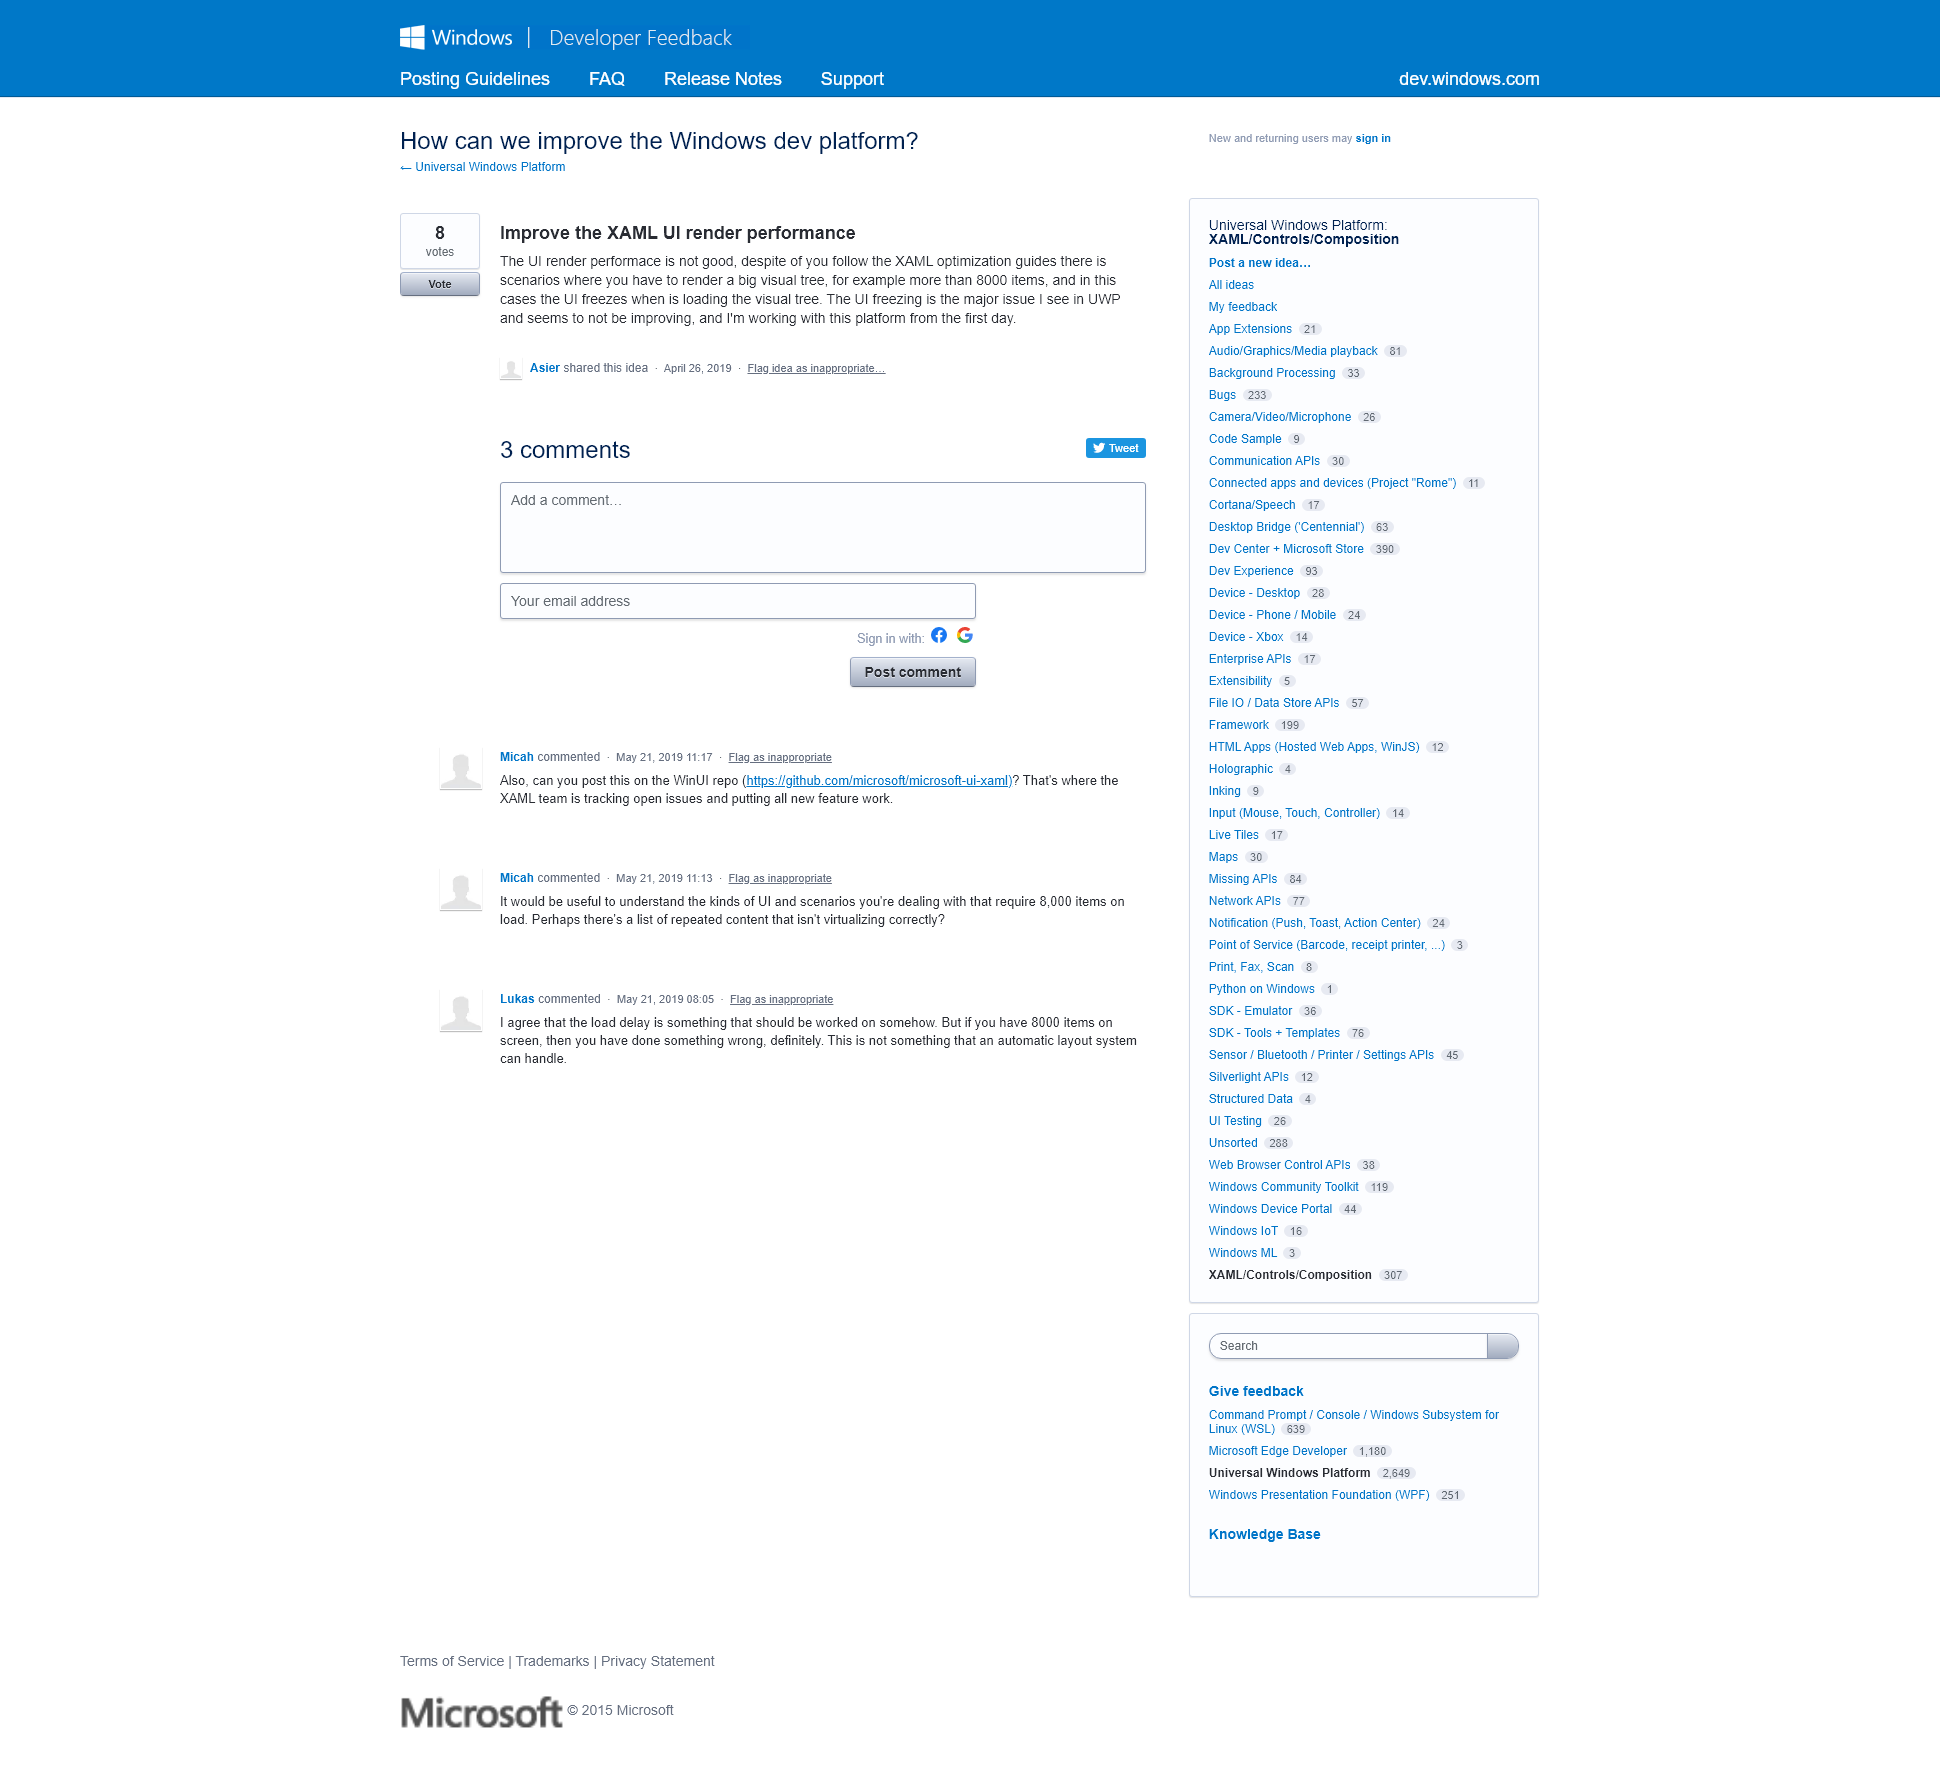 Windows | Developer Feedback
Posting Guidelines FAQ Release Notes Support dev.windows.com
How can we improve the Windows dev platform?
New and returning users may sign in
← Universal Windows Platform
8
votes
Vote
Improve the XAML UI render performance
The UI render performace is not good, despite of you follow the XAML optimization guides there is
scenarios where you have to render a big visual tree, for example more than 8000 items, and in this
cases the UI freezes when is loading the visual tree. The UI freezing is the major issue I see in UWP
and seems to not be improving, and I'm working with this platform from the first day.
Asier shared this idea · April 26, 2019 · Flag idea as inappropriate…
3 comments
Tweet
Add a comment…
Your email address
Sign in with:
Post comment
Micah commented · May 21, 2019 11:17 · Flag as inappropriate
Also, can you post this on the WinUI repo (https://github.com/microsoft/microsoft-ui-xaml)? That's where the
XAML team is tracking open issues and putting all new feature work.
Micah commented · May 21, 2019 11:13 · Flag as inappropriate
It would be useful to understand the kinds of UI and scenarios you're dealing with that require 8,000 items on
load. Perhaps there's a list of repeated content that isn't virtualizing correctly?
Lukas commented · May 21, 2019 08:05 · Flag as inappropriate
I agree that the load delay is something that should be worked on somehow. But if you have 8000 items on
screen, then you have done something wrong, definitely. This is not something that an automatic layout system
can handle.
Universal Windows Platform:
XAML/Controls/Composition
Post a new idea…
All ideas
My feedback
App Extensions 21
Audio/Graphics/Media playback 81
Background Processing 33
Bugs 233
Camera/Video/Microphone 26
Code Sample 9
Communication APIs 30
Connected apps and devices (Project "Rome") 11
Cortana/Speech 17
Desktop Bridge ('Centennial') 63
Dev Center + Microsoft Store 390
Dev Experience 93
Device - Desktop 28
Device - Phone / Mobile 24
Device - Xbox 14
Enterprise APIs 17
Extensibility 5
File IO / Data Store APIs 57
Framework 199
HTML Apps (Hosted Web Apps, WinJS) 12
Holographic 4
Inking 9
Input (Mouse, Touch, Controller) 14
Live Tiles 17
Maps 30
Missing APIs 84
Network APIs 77
Notification (Push, Toast, Action Center) 24
Point of Service (Barcode, receipt printer, ...) 3
Print, Fax, Scan 8
Python on Windows 1
SDK - Emulator 36
SDK - Tools + Templates 76
Sensor / Bluetooth / Printer / Settings APIs 45
Silverlight APIs 12
Structured Data 4
UI Testing 26
Unsorted 288
Web Browser Control APIs 38
Windows Community Toolkit 119
Windows Device Portal 44
Windows IoT 16
Windows ML 3
XAML/Controls/Composition 307
Search
Give feedback
Command Prompt / Console / Windows Subsystem for
Linux (WSL) 639
Microsoft Edge Developer 1,180
Universal Windows Platform 2,649
Windows Presentation Foundation (WPF) 251
Knowledge Base
Terms of Service | Trademarks | Privacy Statement
Microsoft © 2015 Microsoft